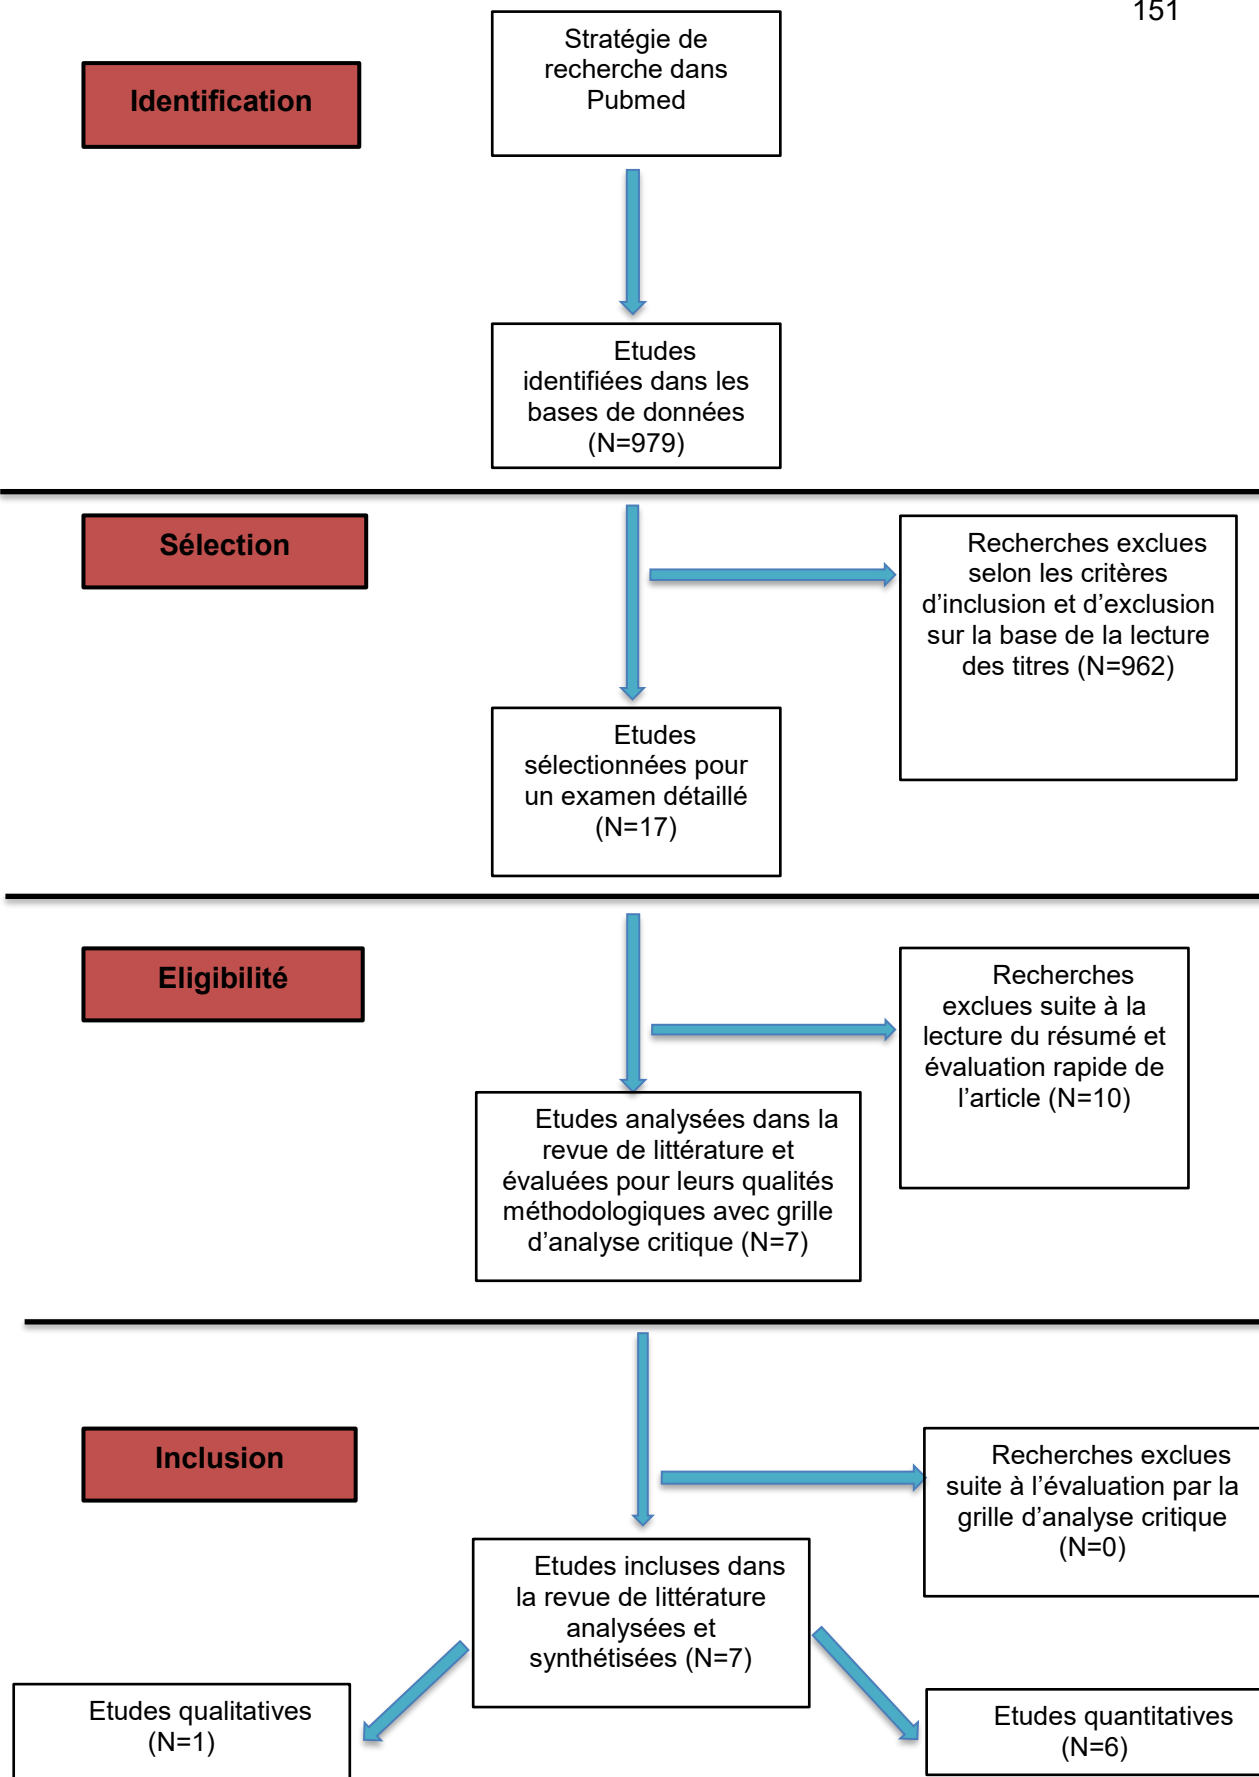 151
Identification
Stratégie de
recherche dans
Pubmed
Etudes
identifiées dans les
bases de données
(N=979)
Sélection
Recherches exclues
selon les critères
d’inclusion et d’exclusion
sur la base de la lecture
des titres (N=962)
Etudes
sélectionnées pour
un examen détaillé
(N=17)
Eligibilité
Recherches
exclues suite à la
lecture du résumé et
évaluation rapide de
l’article (N=10)
Etudes analysées dans la
revue de littérature et
évaluées pour leurs qualités
méthodologiques avec grille
d’analyse critique (N=7)
Inclusion
Recherches exclues
suite à l’évaluation par la
grille d’analyse critique
(N=0)
Etudes incluses dans
la revue de littérature
analysées et
synthétisées (N=7)
Etudes qualitatives
(N=1)
Etudes quantitatives
(N=6)